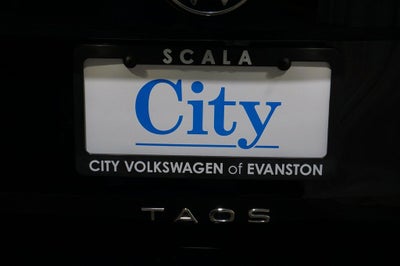 SCALA
City
CITY VOLKSWAGEN of EVANSTON
TAOS